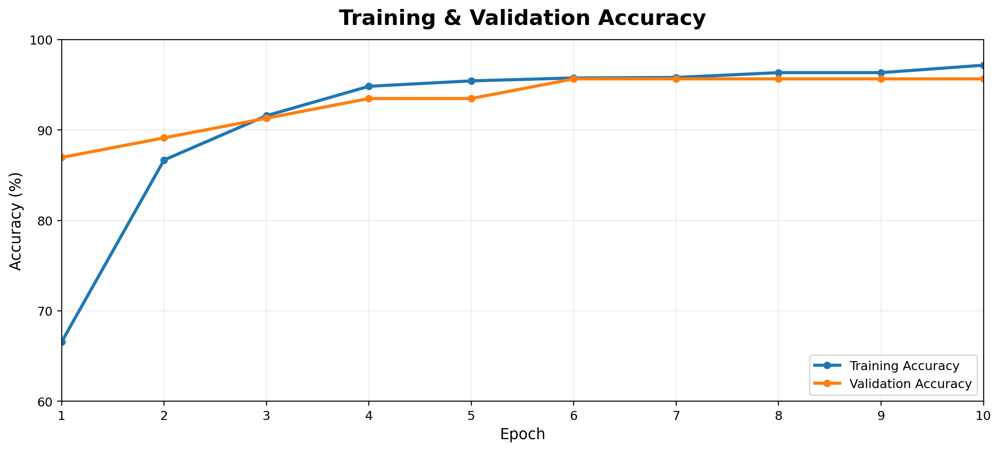 Training & Validation Accuracy
100
90
80
70
60
Accuracy (%)
1 2 3 4 5 6 7 8 9 10
Epoch
Training Accuracy
Validation Accuracy